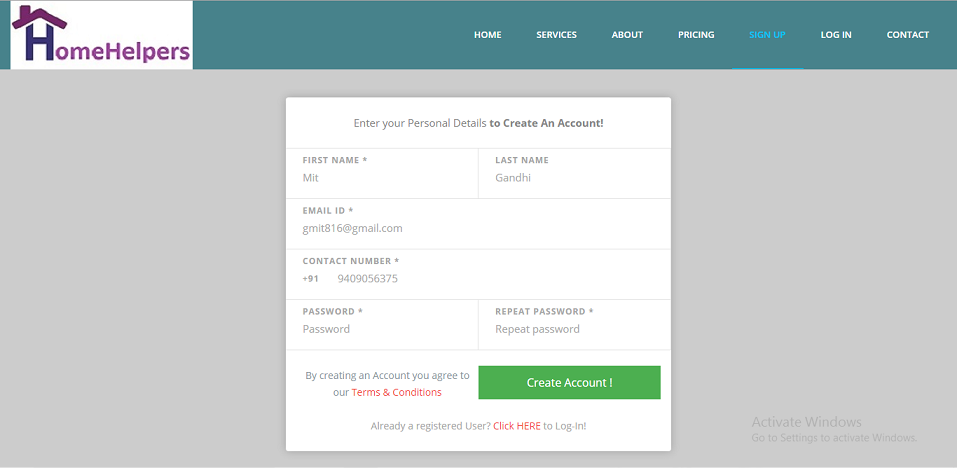 HomeHelpers
HOME SERVICES ABOUT PRICING SIGN UP LOG IN CONTACT
Enter your Personal Details to Create An Account!
FIRST NAME * LAST NAME
Mit Gandhi
EMAIL ID *
gmit816@gmail.com
CONTACT NUMBER *
+91 9409056375
PASSWORD * REPEAT PASSWORD *
Password Repeat password
By creating an Account you agree to
our Terms & Conditions
Create Account !
Already a registered User? Click HERE to Log-In!
Activate Windows
Go to Settings to activate Windows.